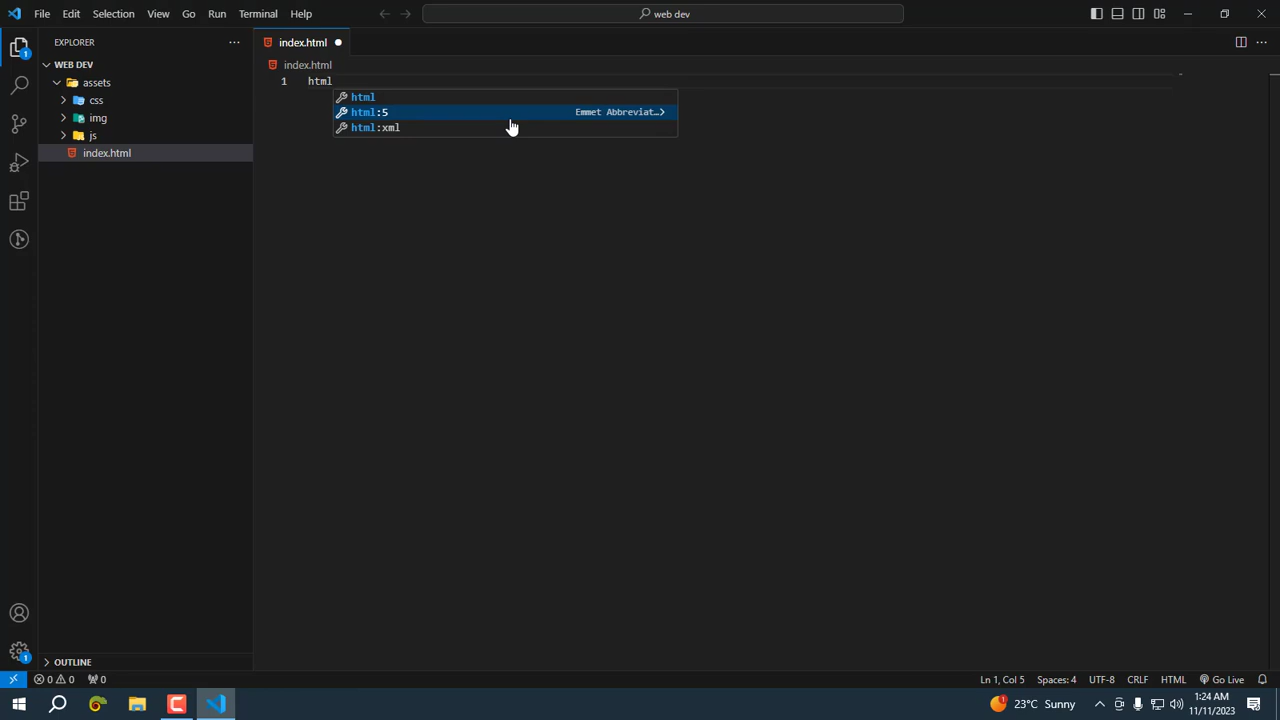 File Edit Selection View Go Run Terminal Help
web dev
EXPLORER
index.html
WEB DEV
index.html
assets
1 html
css
html
html:5 Emmet Abbreviat...
img
html:xml
js
index.html
1
OUTLINE
1
0 0 0
Ln 1, Col 5 Spaces: 4 UTF-8 CRLF HTML Go Live
23°C Sunny
1:24 AM
11/11/2023